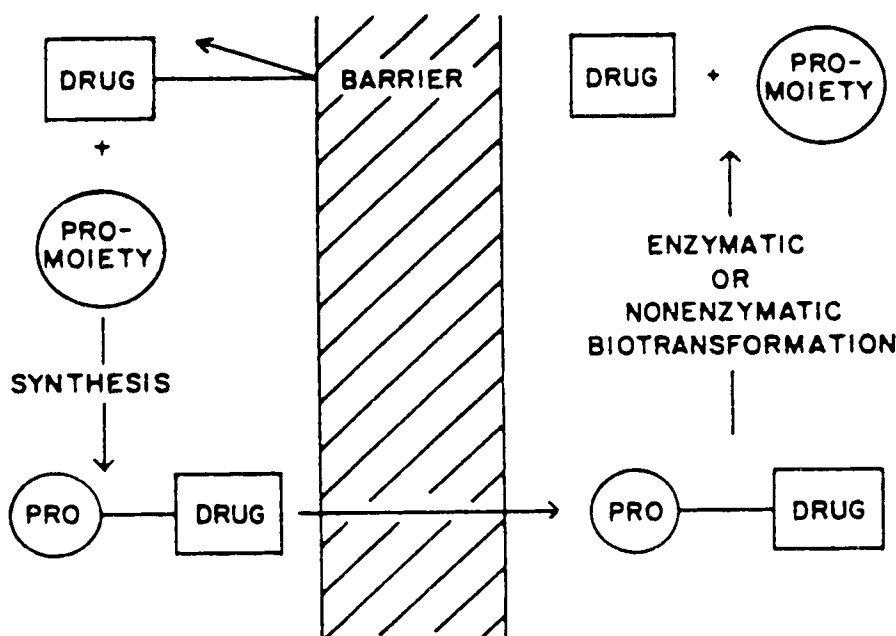 DRUG
+
PRO-
MOIETY
SYNTHESIS
PRO
DRUG
BARRIER
DRUG
+
PRO-
MOIETY
ENZYMATIC
OR
NONENZYMATIC
BIOTRANSFORMATION
PRO
DRUG